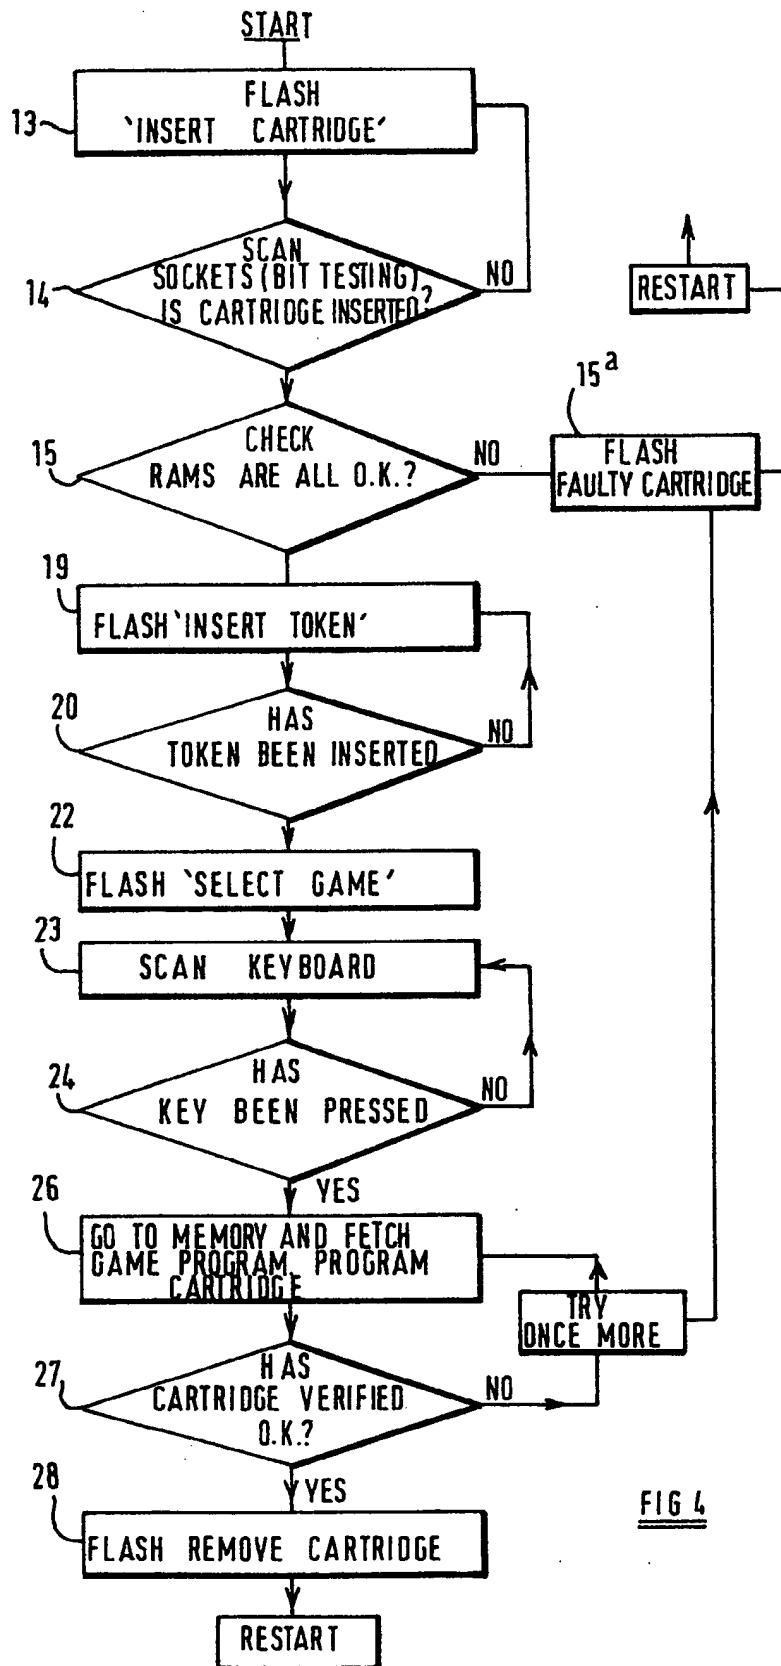 START
FLASH
'INSERT CARTRIDGE'
13
SCAN
SOCKETS (BIT TESTING)
IS CARTRIDGE INSERTED?
14
NO
RESTART
15a
CHECK
RAMS ARE ALL O.K.?
15
NO
FLASH
FAULTY CARTRIDGE
19
FLASH 'INSERT TOKEN'
20
HAS
TOKEN BEEN INSERTED
NO
22
FLASH 'SELECT GAME'
23
SCAN KEYBOARD
24
HAS
KEY BEEN PRESSED
NO
YES
26
GO TO MEMORY AND FETCH
GAME PROGRAM. PROGRAM
CARTRIDGE
TRY
ONCE MORE
27
HAS
CARTRIDGE VERIFIED
O.K.?
NO
YES
28
FLASH REMOVE CARTRIDGE
RESTART
FIG 4